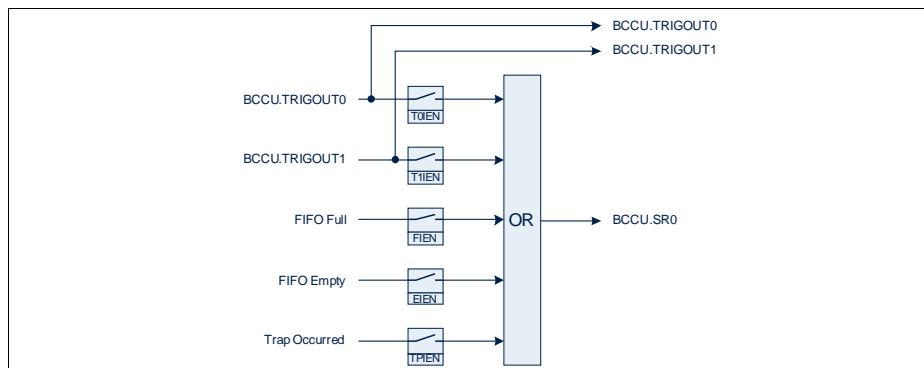 BCCU.TRIGOUT0
BCCU.TRIGOUT1
BCCU.TRIGOUT0
T0IEN
BCCU.TRIGOUT1
T1IEN
FIFO Full
FIEN
OR
BCCU.SR0
FIFO Empty
EIEN
Trap Occurred
TPIEN